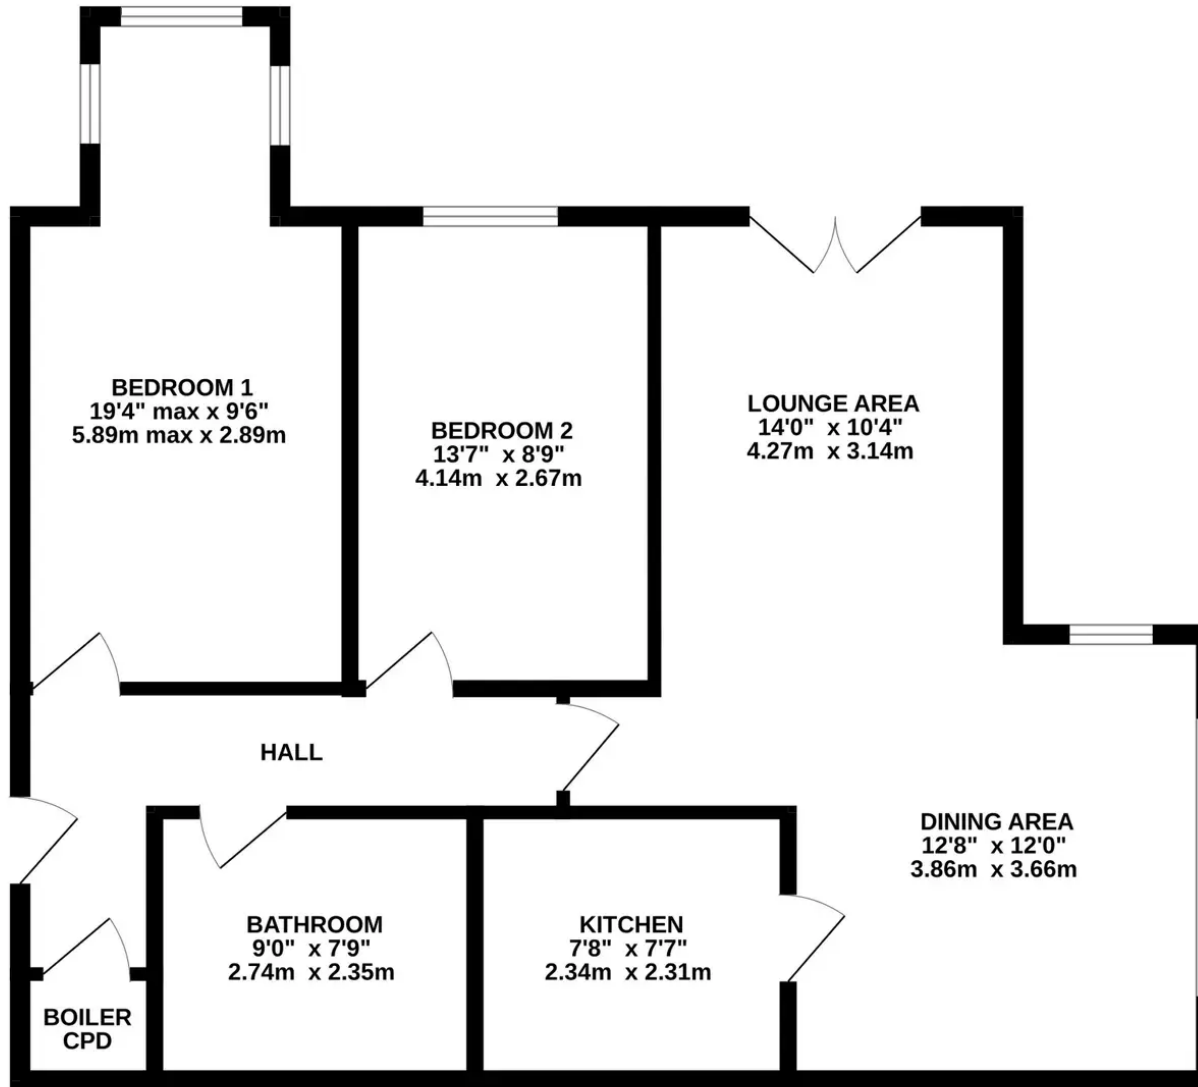 BEDROOM 1
19'4" max x 9'6"
5.89m max x 2.89m
BEDROOM 2
13'7" x 8'9"
4.14m x 2.67m
LOUNGE AREA
14'0" x 10'4"
4.27m x 3.14m
HALL
DINING AREA
12'8" x 12'0"
3.86m x 3.66m
BATHROOM
9'0" x 7'9"
2.74m x 2.35m
KITCHEN
7'8" x 7'7"
2.34m x 2.31m
BOILER
CPD